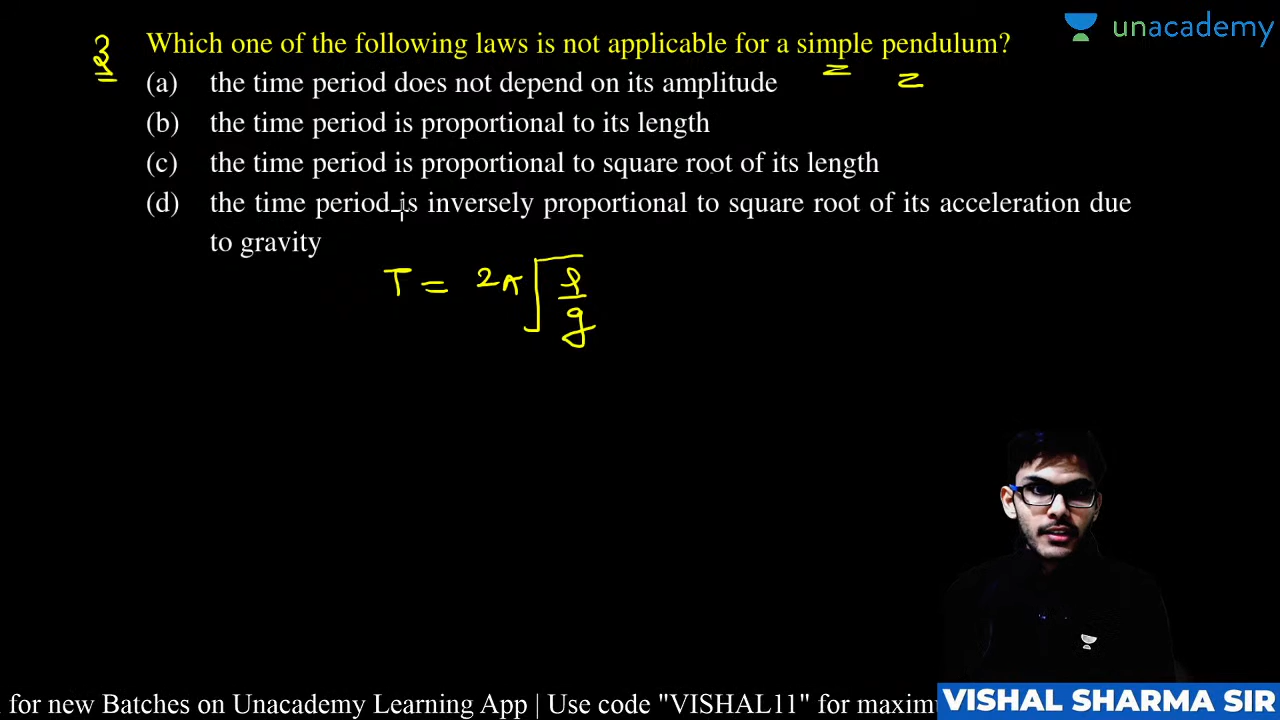 unacademy
Q Which one of the following laws is not applicable for a simple pendulum?
(a) the time period does not depend on its amplitude
(b) the time period is proportional to its length
(c) the time period is proportional to square root of its length
(d) the time period is inversely proportional to square root of its acceleration due
to gravity
T = 2π√(l/g)
for new Batches on Unacademy Learning App | Use code "VISHAL11" for maximu
VISHAL SHARMA SIR